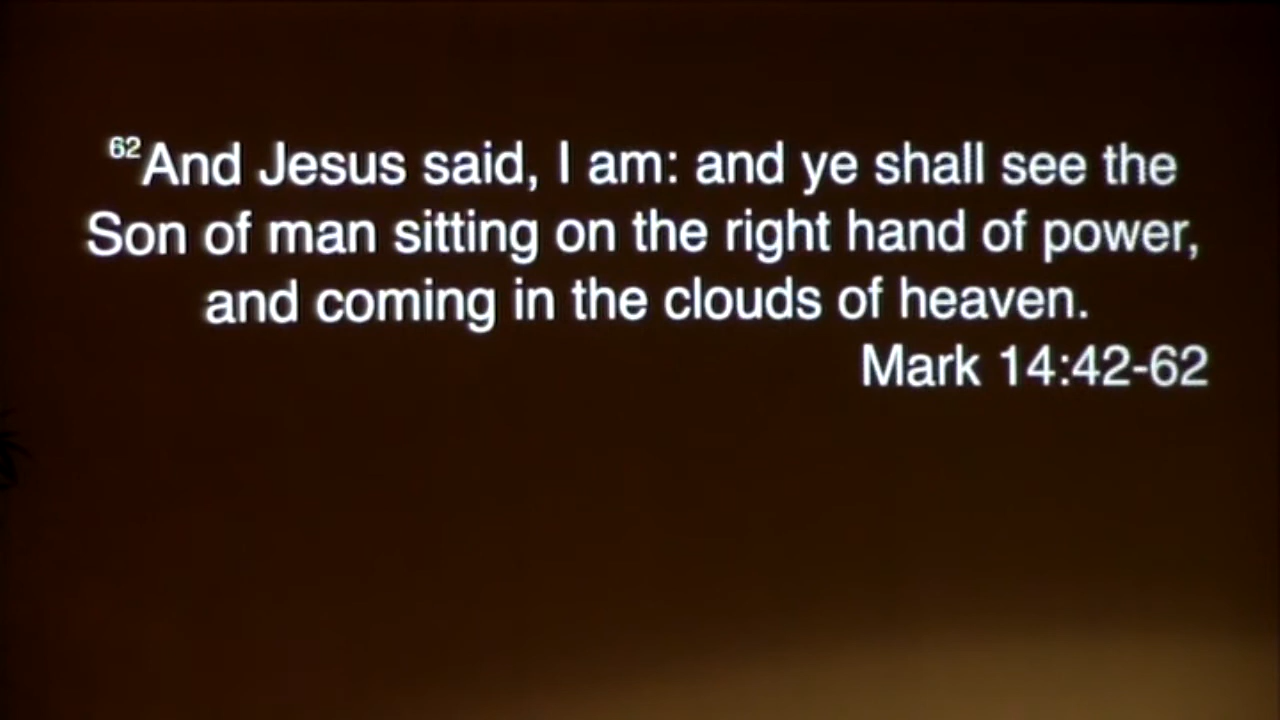 62And Jesus said, I am: and ye shall see the
Son of man sitting on the right hand of power,
and coming in the clouds of heaven.
Mark 14:42-62